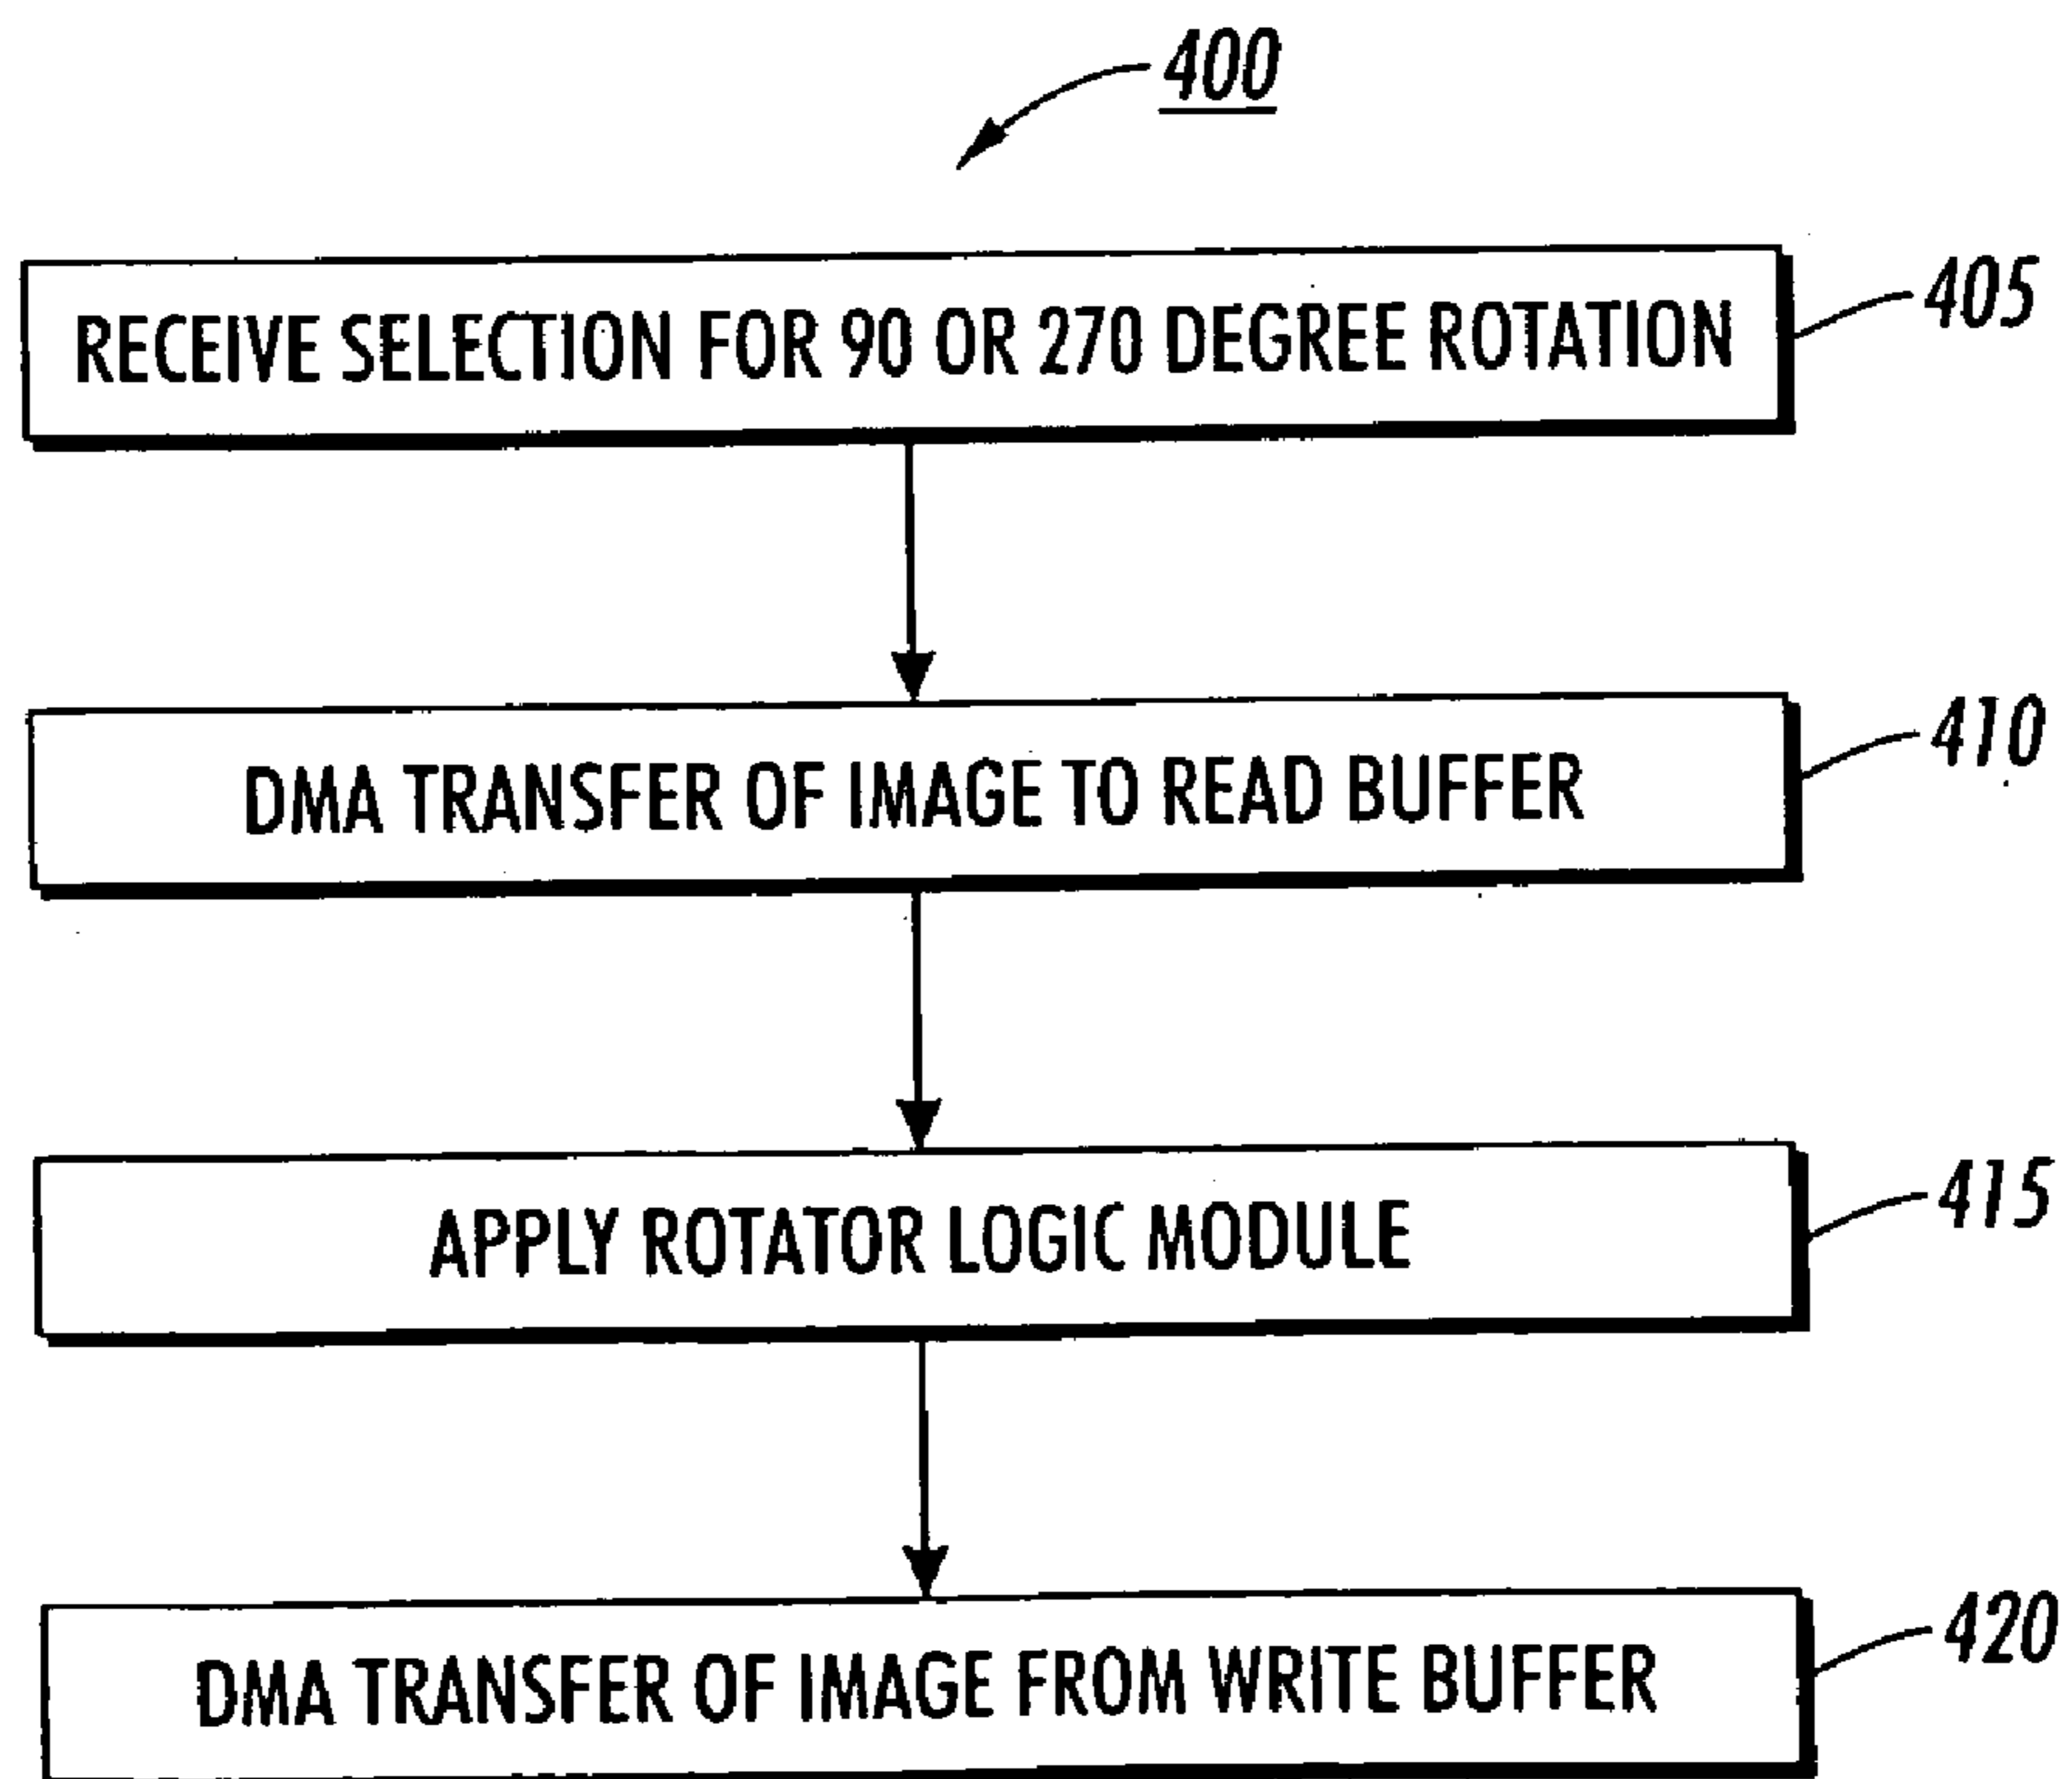 400
RECEIVE SELECTION FOR 90 OR 270 DEGREE ROTATION
405
DMA TRANSFER OF IMAGE TO READ BUFFER
410
APPLY ROTATOR LOGIC MODULE
415
DMA TRANSFER OF IMAGE FROM WRITE BUFFER
420